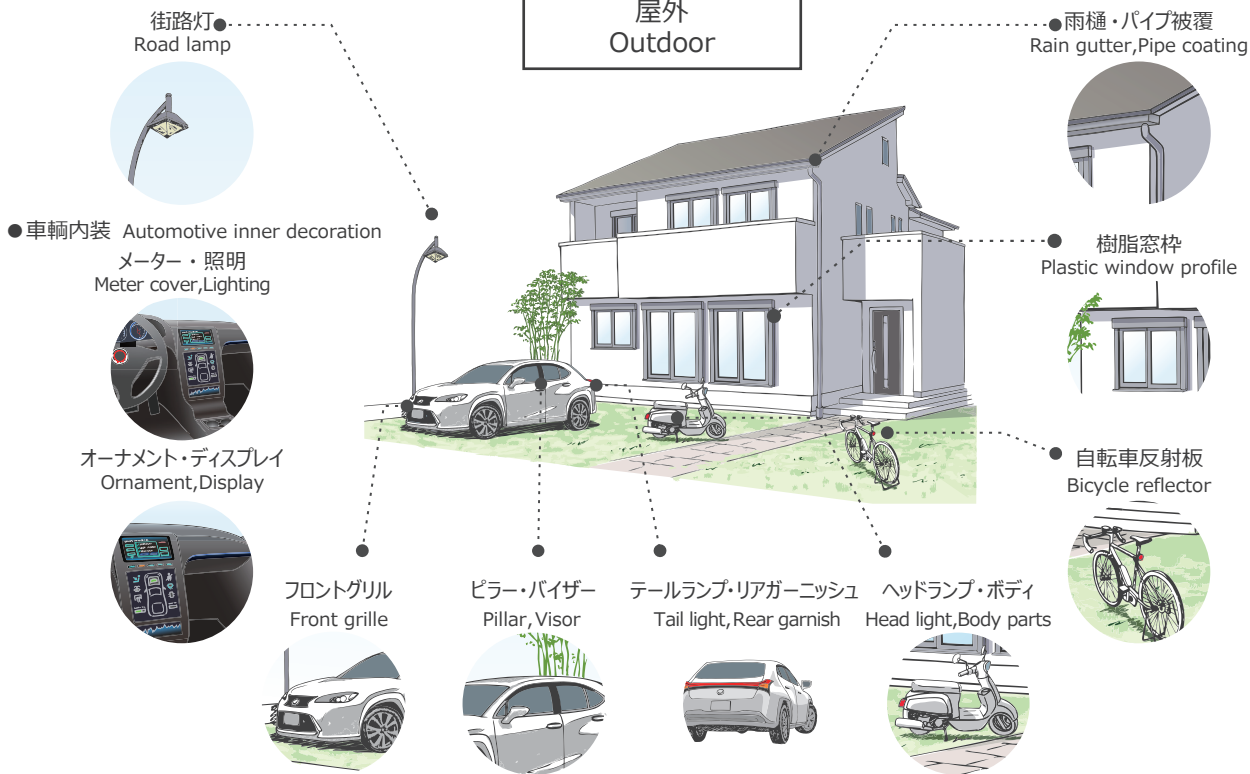 屋外
Outdoor
街路灯
Road lamp
雨樋・パイプ被覆
Rain gutter,Pipe coating
●車輌内装 Automotive inner decoration
メーター・照明
Meter cover,Lighting
樹脂窓枠
Plastic window profile
オーナメント・ディスプレイ
Ornament,Display
自転車反射板
Bicycle reflector
フロントグリル
Front grille
ピラー・バイザー
Pillar,Visor
テールランプ・リアガーニッシュ
Tail light,Rear garnish
ヘッドランプ・ボディ
Head light,Body parts